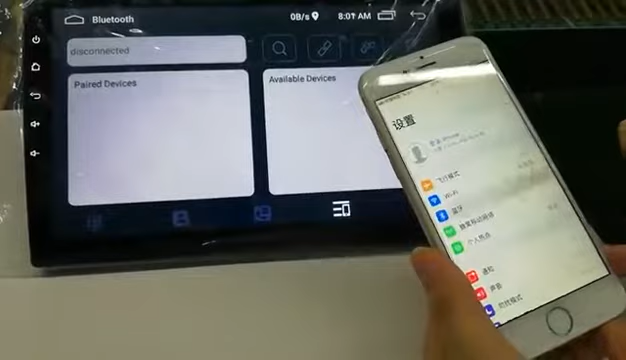 Bluetooth
0B/s
8:01 AM
disconnected
Paired Devices
Available Devices
设置
飞行模式
Wi-Fi
蓝牙
蜂窝移动网络
个人热点
通知
声音
勿扰模式